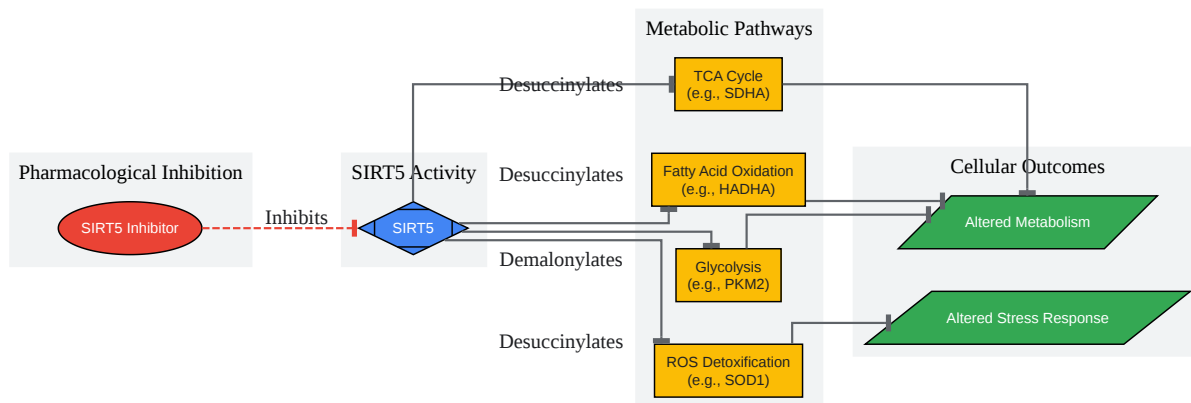 Pharmacological Inhibition
SIRT5 Inhibitor
Inhibits
SIRT5 Activity
SIRT5
Desuccinylates
Desuccinylates
Demalonylates
Desuccinylates
Metabolic Pathways
TCA Cycle
(e.g., SDHA)
Fatty Acid Oxidation
(e.g., HADHA)
Glycolysis
(e.g., PKM2)
ROS Detoxification
(e.g., SOD1)
Cellular Outcomes
Altered Metabolism
Altered Stress Response